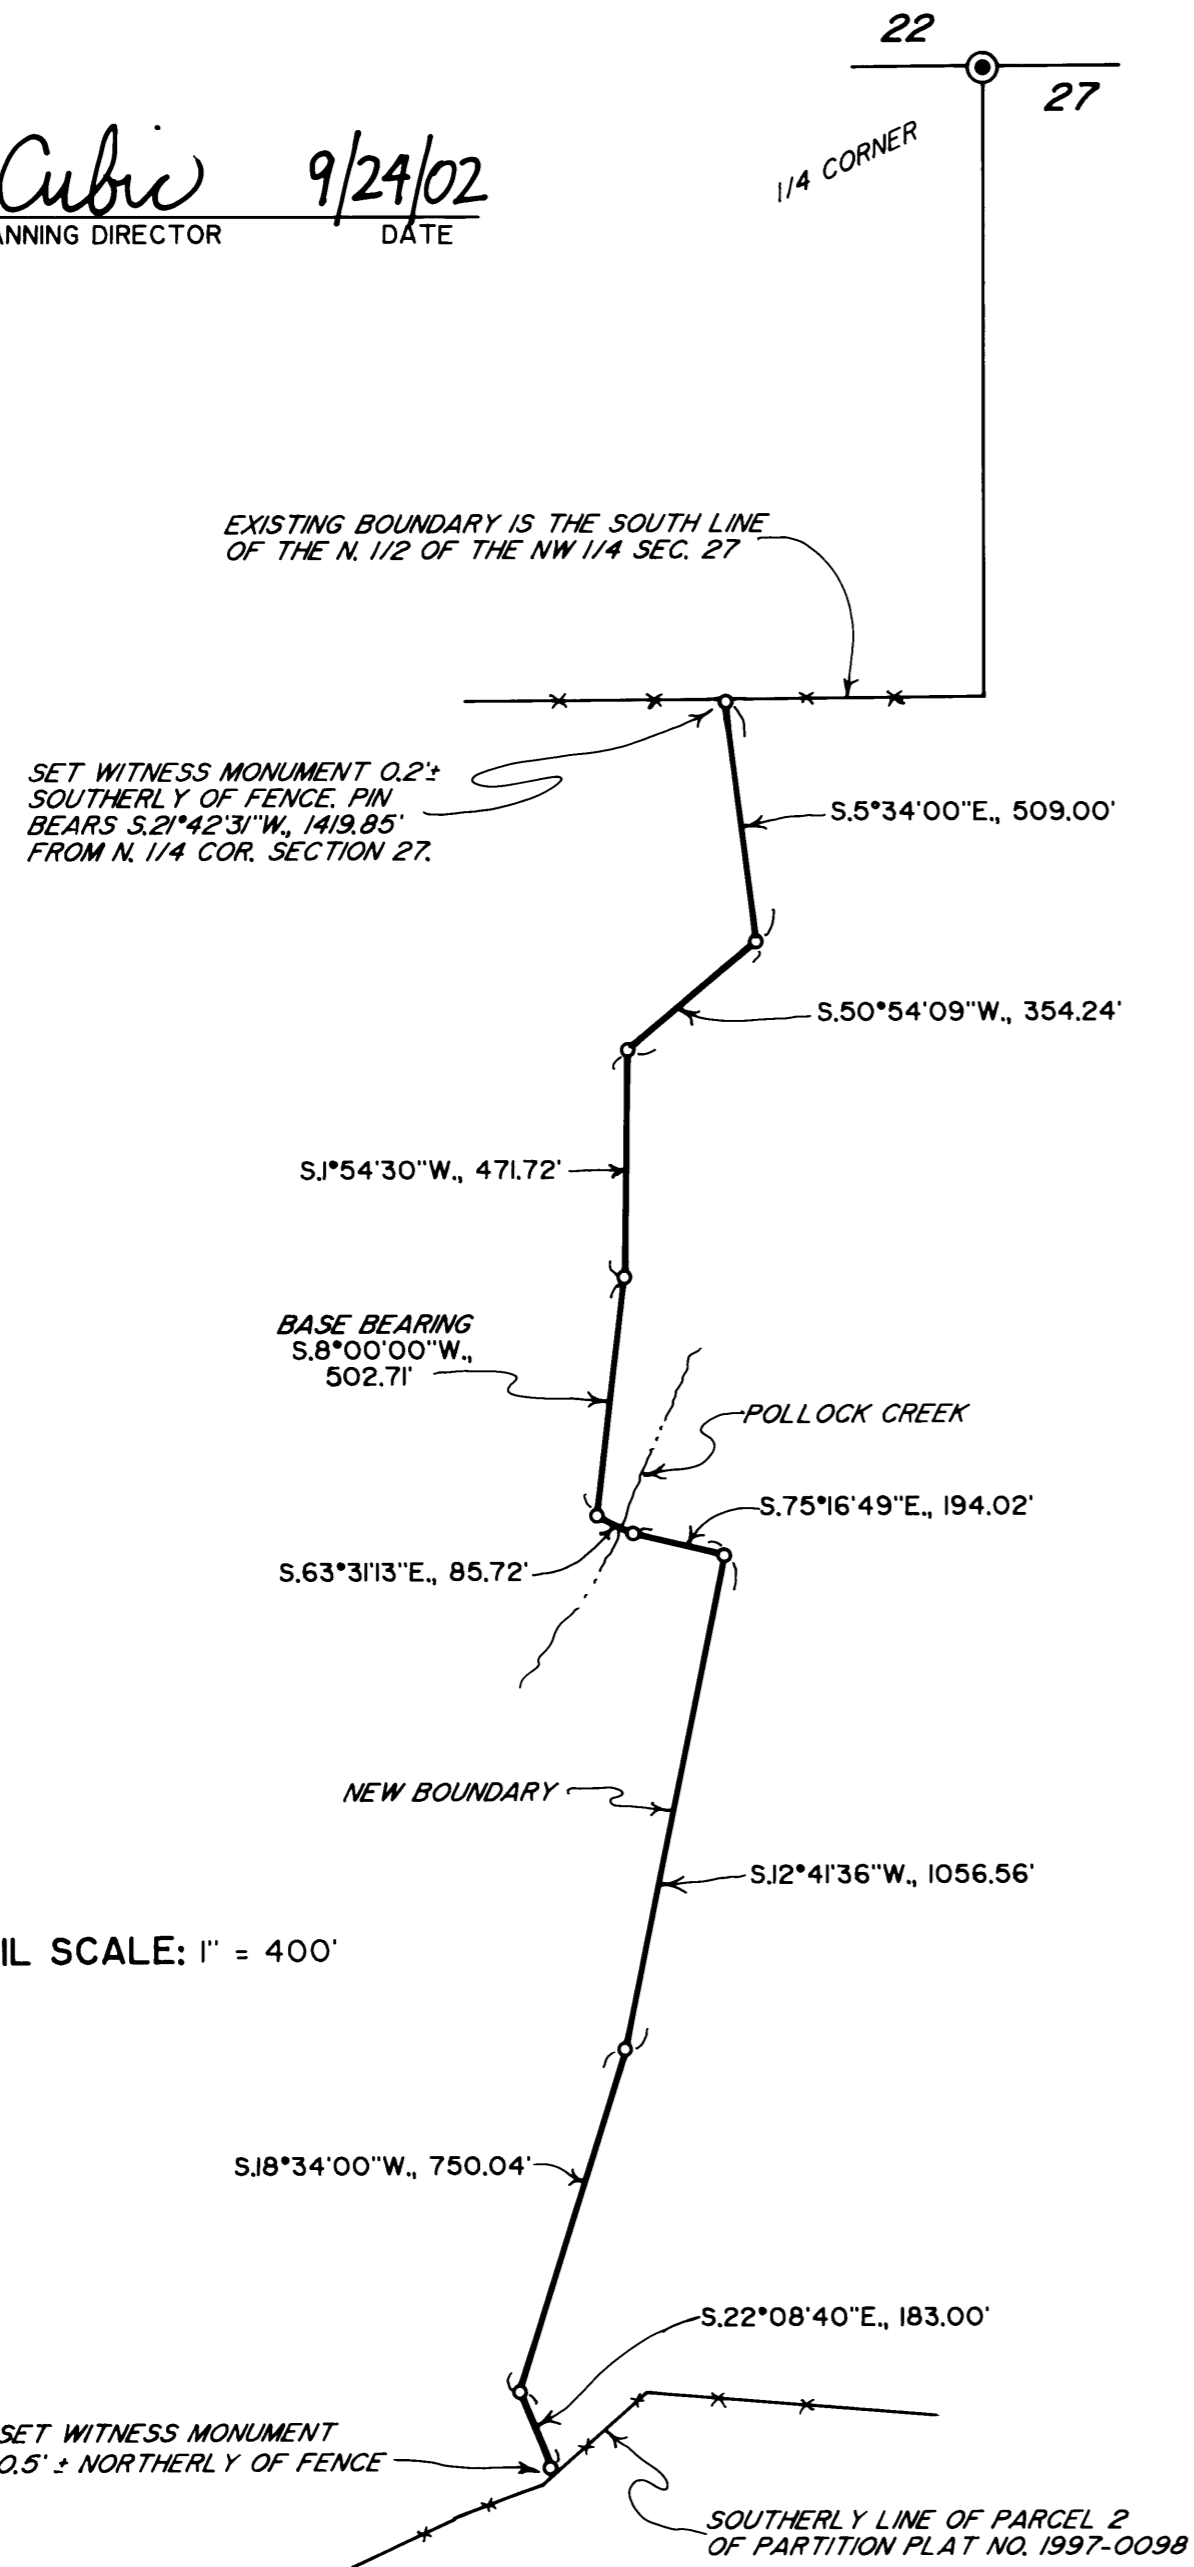 22
27
1/4 CORNER
Cubic 9/24/02
ANNING DIRECTOR DATE
EXISTING BOUNDARY IS THE SOUTH LINE
OF THE N. 1/2 OF THE NW 1/4 SEC. 27
SET WITNESS MONUMENT 0.2'±
SOUTHERLY OF FENCE. PIN
BEARS S.21°42'31"W., 1419.85'
FROM N. 1/4 COR. SECTION 27.
S.5°34'00"E., 509.00'
S.50°54'09"W., 354.24'
S.1°54'30"W., 471.72'
BASE BEARING
S.8°00'00"W.,
502.71'
POLLOCK CREEK
S.75°16'49"E., 194.02'
S.63°31'13"E., 85.72'
NEW BOUNDARY
S.12°41'36"W., 1056.56'
IL SCALE: 1" = 400'
S.18°34'00"W., 750.04'
S.22°08'40"E., 183.00'
SET WITNESS MONUMENT
0.5' ± NORTHERLY OF FENCE
SOUTHERLY LINE OF PARCEL 2
OF PARTITION PLAT NO. 1997-0098